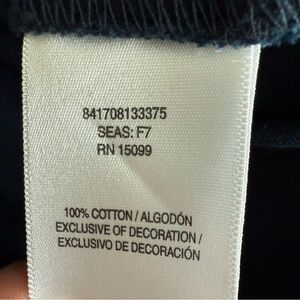 841708133375
SEAS: F7
RN 15099
100% COTTON / ALGODÓN
EXCLUSIVE OF DECORATION /
EXCLUSIVO DE DECORACIÓN